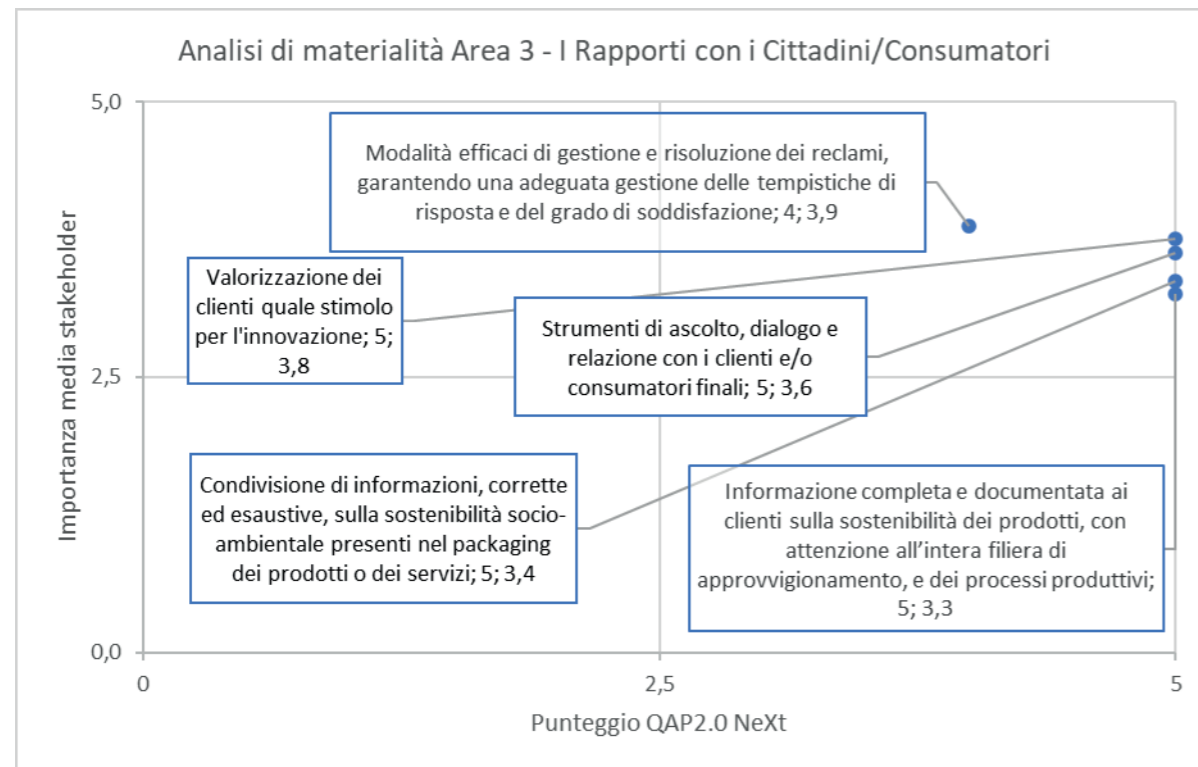 Analisi di materialità Area 3 - I Rapporti con i Cittadini/Consumatori
5,0
Modalità efficaci di gestione e risoluzione dei reclami,
garantendo una adeguata gestione delle tempistiche di
risposta e del grado di soddisfazione; 4; 3,9
Importanza media stakeholder
Valorizzazione dei
clienti quale stimolo
per l'innovazione; 5;
3,8
Strumenti di ascolto, dialogo e
relazione con i clienti e/o
consumatori finali; 5; 3,6
2,5
Condivisione di informazioni, corrette
ed esaustive, sulla sostenibilità socio-
ambientale presenti nel packaging
dei prodotti o dei servizi; 5; 3,4
Informazione completa e documentata ai
clienti sulla sostenibilità dei prodotti, con
attenzione all’intera filiera di
approvvigionamento, e dei processi produttivi;
5; 3,3
0,0
0
2,5
5
Punteggio QAP2.0 NeXt